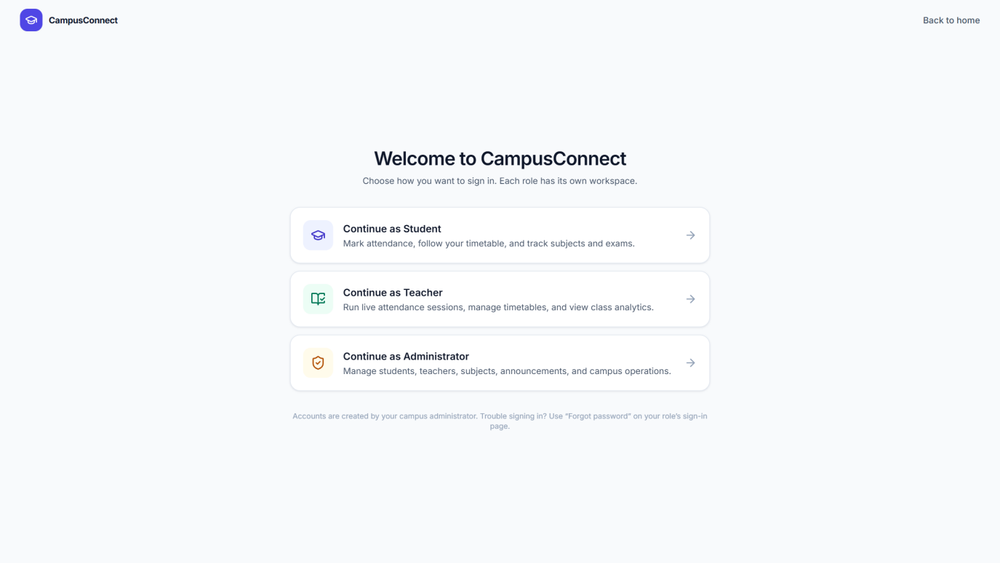 CampusConnect
Back to home
Welcome to CampusConnect
Choose how you want to sign in. Each role has its own workspace.
Continue as Student
Mark attendance, follow your timetable, and track subjects and exams.
Continue as Teacher
Run live attendance sessions, manage timetables, and view class analytics.
Continue as Administrator
Manage students, teachers, subjects, announcements, and campus operations.
Accounts are created by your campus administrator. Trouble signing in? Use “Forgot password” on your role’s sign-in
page.